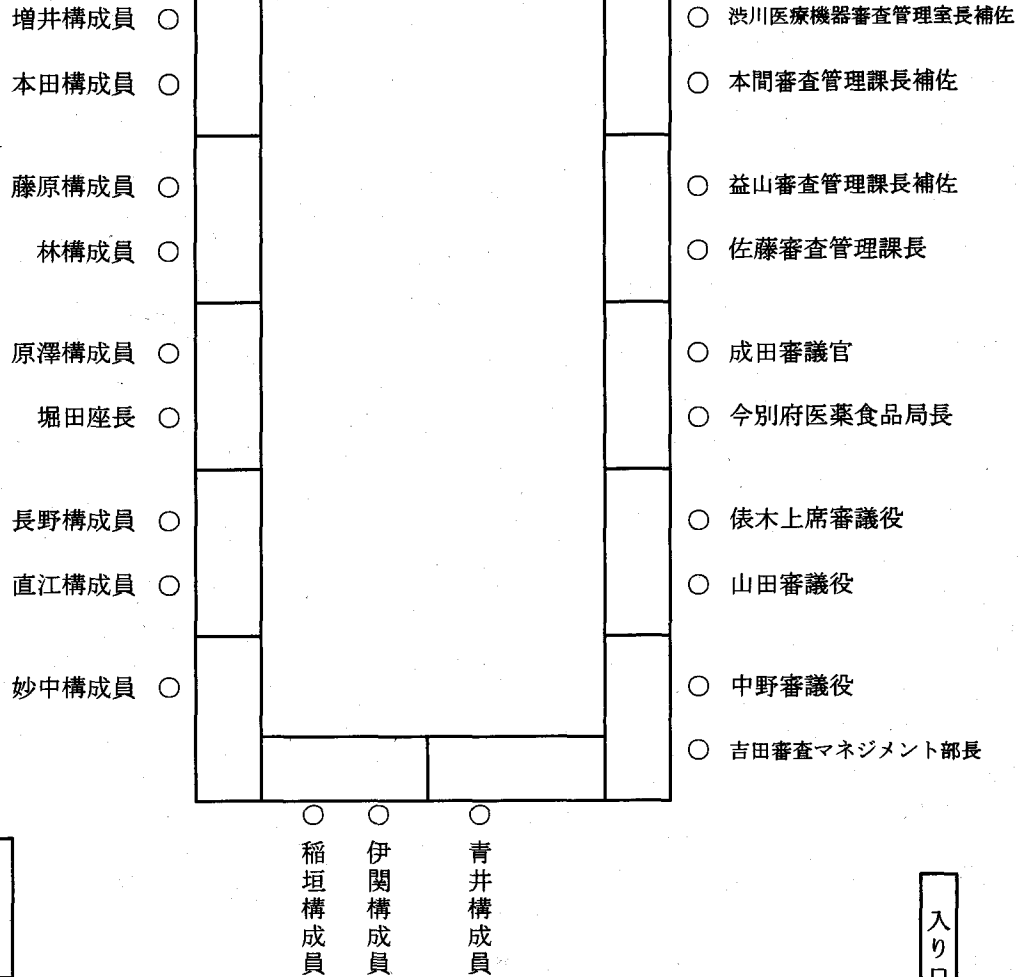 増井構成員 ○
本田構成員 ○
藤原構成員 ○
林構成員 ○
原澤構成員 ○
堀田座長 ○
長野構成員 ○
直江構成員 ○
妙中構成員 ○
○ 渋川医療機器審査管理室長補佐
○ 本間審査管理課長補佐
○ 益山審査管理課長補佐
○ 佐藤審査管理課長
○ 成田審議官
○ 今別府医薬食品局長
○ 俵木上席審議役
○ 山田審議役
○ 中野審議役
○ 吉田審査マネジメント部長
○ 稲垣構成員
○ 伊関構成員
○ 青井構成員
入り口